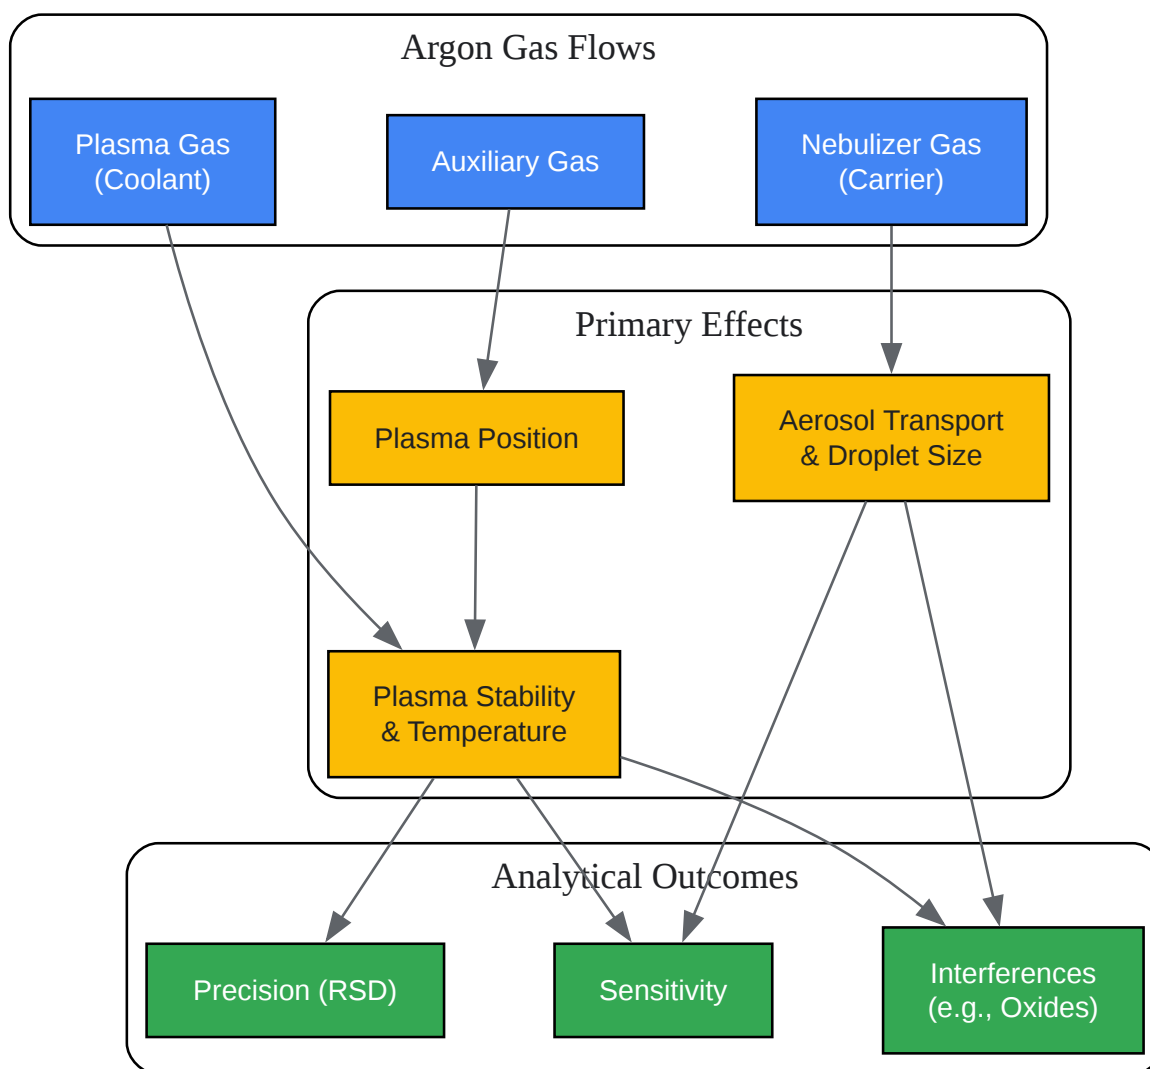 Argon Gas Flows
Plasma Gas
(Coolant)
Auxiliary Gas
Nebulizer Gas
(Carrier)
Primary Effects
Plasma Position
Aerosol Transport
& Droplet Size
Plasma Stability
& Temperature
Analytical Outcomes
Precision (RSD)
Sensitivity
Interferences
(e.g., Oxides)